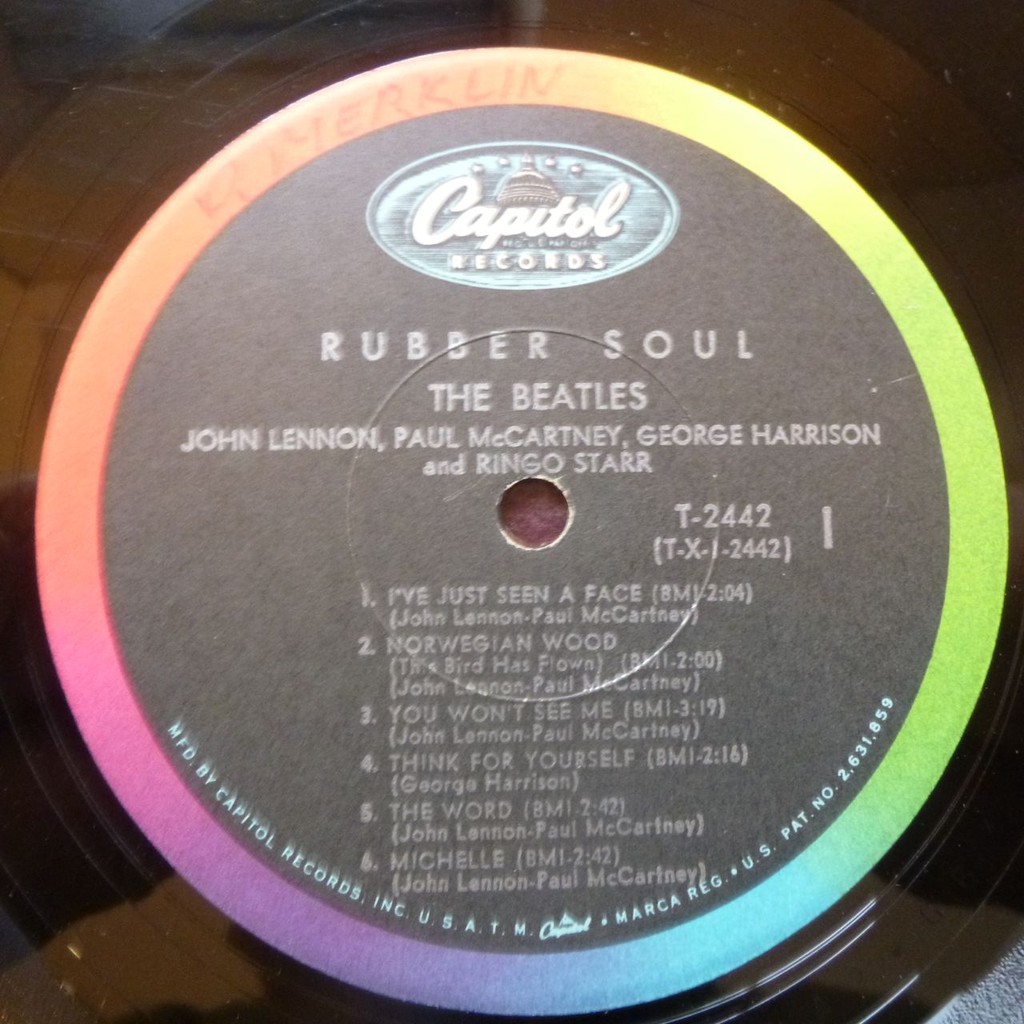 R. MERKLIN
Capitol
REG. U.S. PAT. OFF.
RECORDS
RUBBER SOUL
THE BEATLES
JOHN LENNON, PAUL McCARTNEY, GEORGE HARRISON
and RINGO STARR
T-2442
(T-X-1-2442)
1
1. I'VE JUST SEEN A FACE (BMI-2:04)
(John Lennon-Paul McCartney)
2. NORWEGIAN WOOD
(This Bird Has Flown) (BMI-2:00)
(John Lennon-Paul McCartney)
3. YOU WON'T SEE ME (BMI-3:19)
(John Lennon-Paul McCartney)
4. THINK FOR YOURSELF (BMI-2:16)
(George Harrison)
5. THE WORD (BMI-2:42)
(John Lennon-Paul McCartney)
6. MICHELLE (BMI-2:42)
(John Lennon-Paul McCartney)
MFD BY CAPITOL RECORDS, INC. U.S.A. T.M. Capitol • MARCA REG. • U.S. PAT. NO. 2,631,859